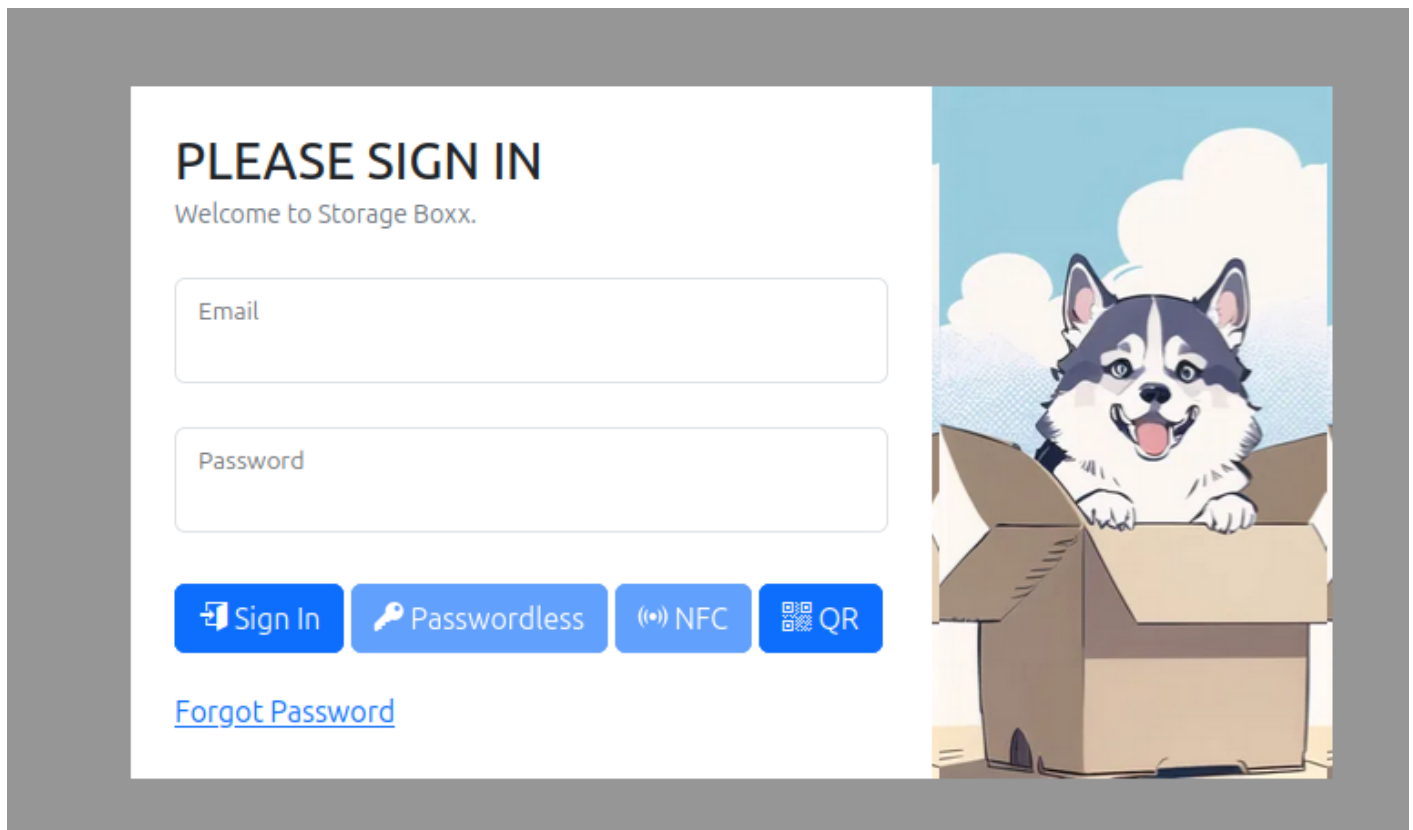 PLEASE SIGN IN
Welcome to Storage Boxx.
Email
Password
Sign In Passwordless NFC QR
Forgot Password